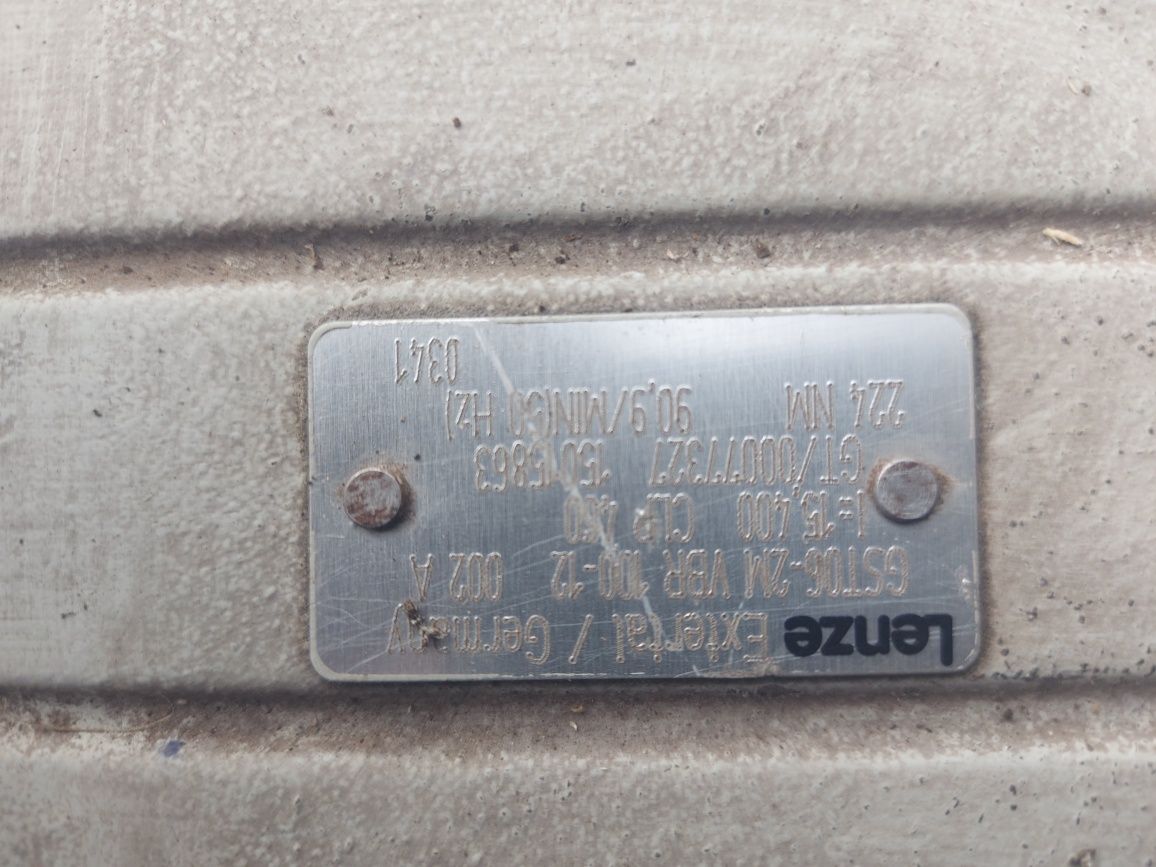 Lenze Extertal / Germany
GST06-2M VBR 100-12 002 A
I=15,400 CLP 460
GT/00077327 15015863
224 NM 90,9/MIN(50 HZ)
0341